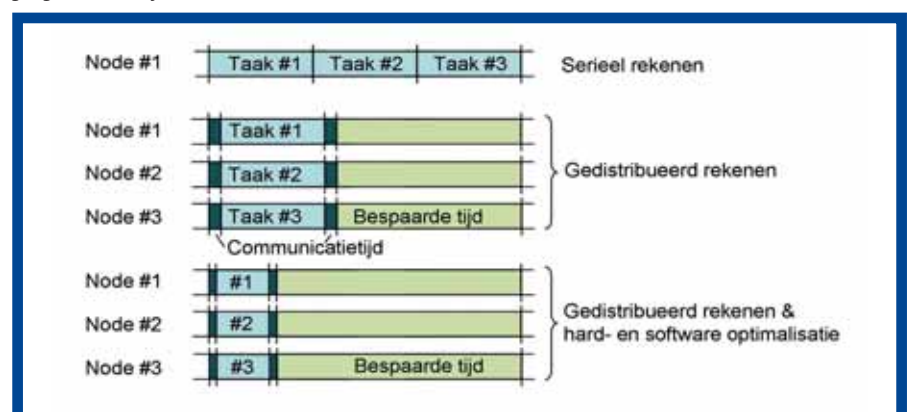 Node #1 Taak #1 Taak #2 Taak #3 Serieel rekenen
Node #1 Taak #1
Node #2 Taak #2 Gedistribueerd rekenen
Node #3 Taak #3 Bespaarde tijd
Communicatietijd
Node #1 #1
Node #2 #2 Gedistribueerd rekenen &
hard- en software optimalisatie
Node #3 #3 Bespaarde tijd